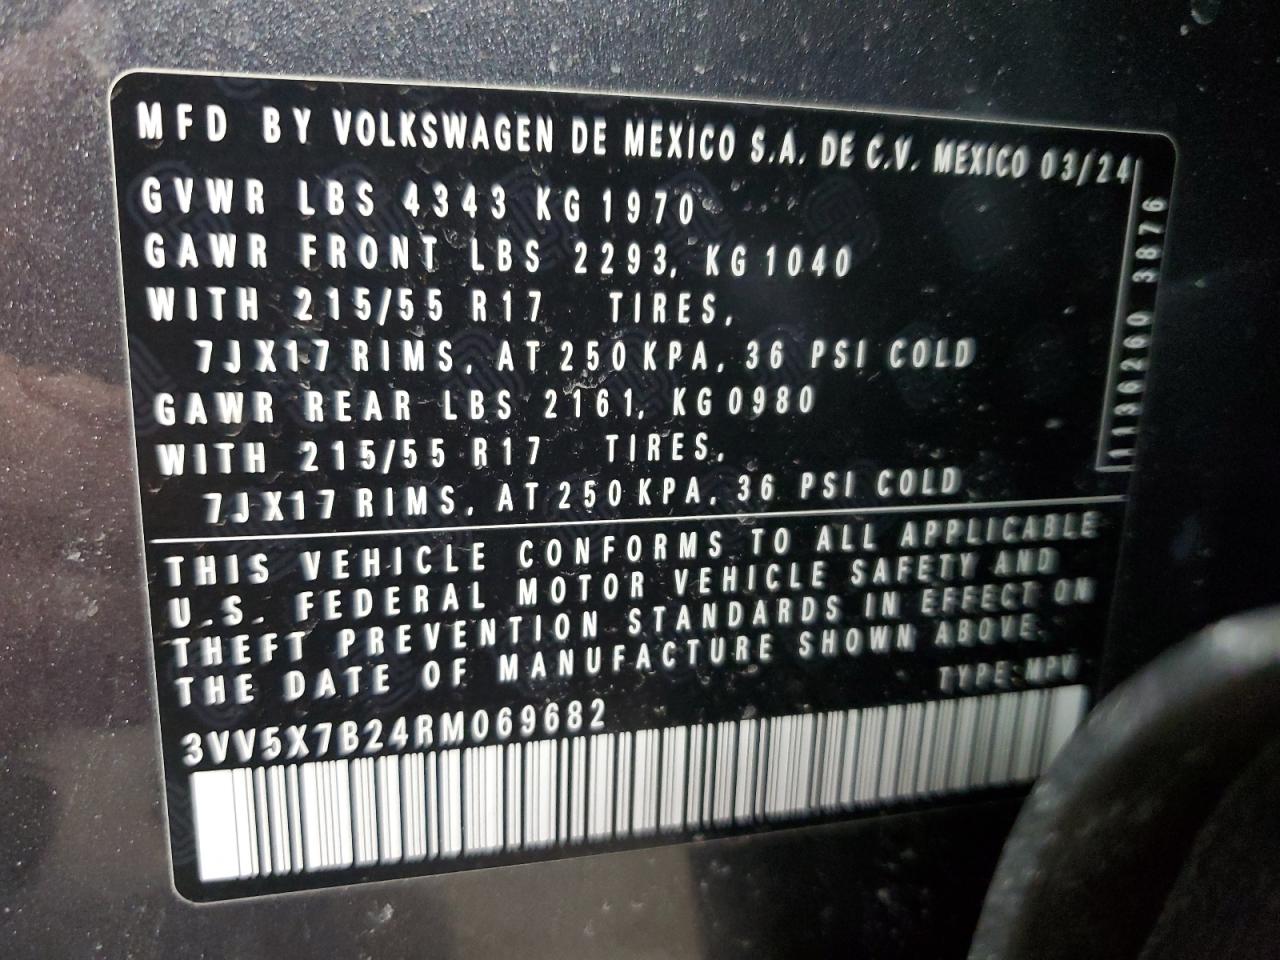 MFD BY VOLKSWAGEN DE MEXICO S.A. DE C.V. MEXICO 03/24
GVWR LBS 4343 KG 1970
GAWR FRONT LBS 2293, KG 1040
WITH 215/55 R17 TIRES,
7JX17 RIMS, AT 250 KPA, 36 PSI COLD
GAWR REAR LBS 2161, KG 0980
WITH 215/55 R17 TIRES,
7JX17 RIMS, AT 250 KPA, 36 PSI COLD
1136260 3876
THIS VEHICLE CONFORMS TO ALL APPLICABLE
U.S. FEDERAL MOTOR VEHICLE SAFETY AND
THEFT PREVENTION STANDARDS IN EFFECT ON
THE DATE OF MANUFACTURE SHOWN ABOVE.
TYPE: MPV
3VV5X7B24RM069682